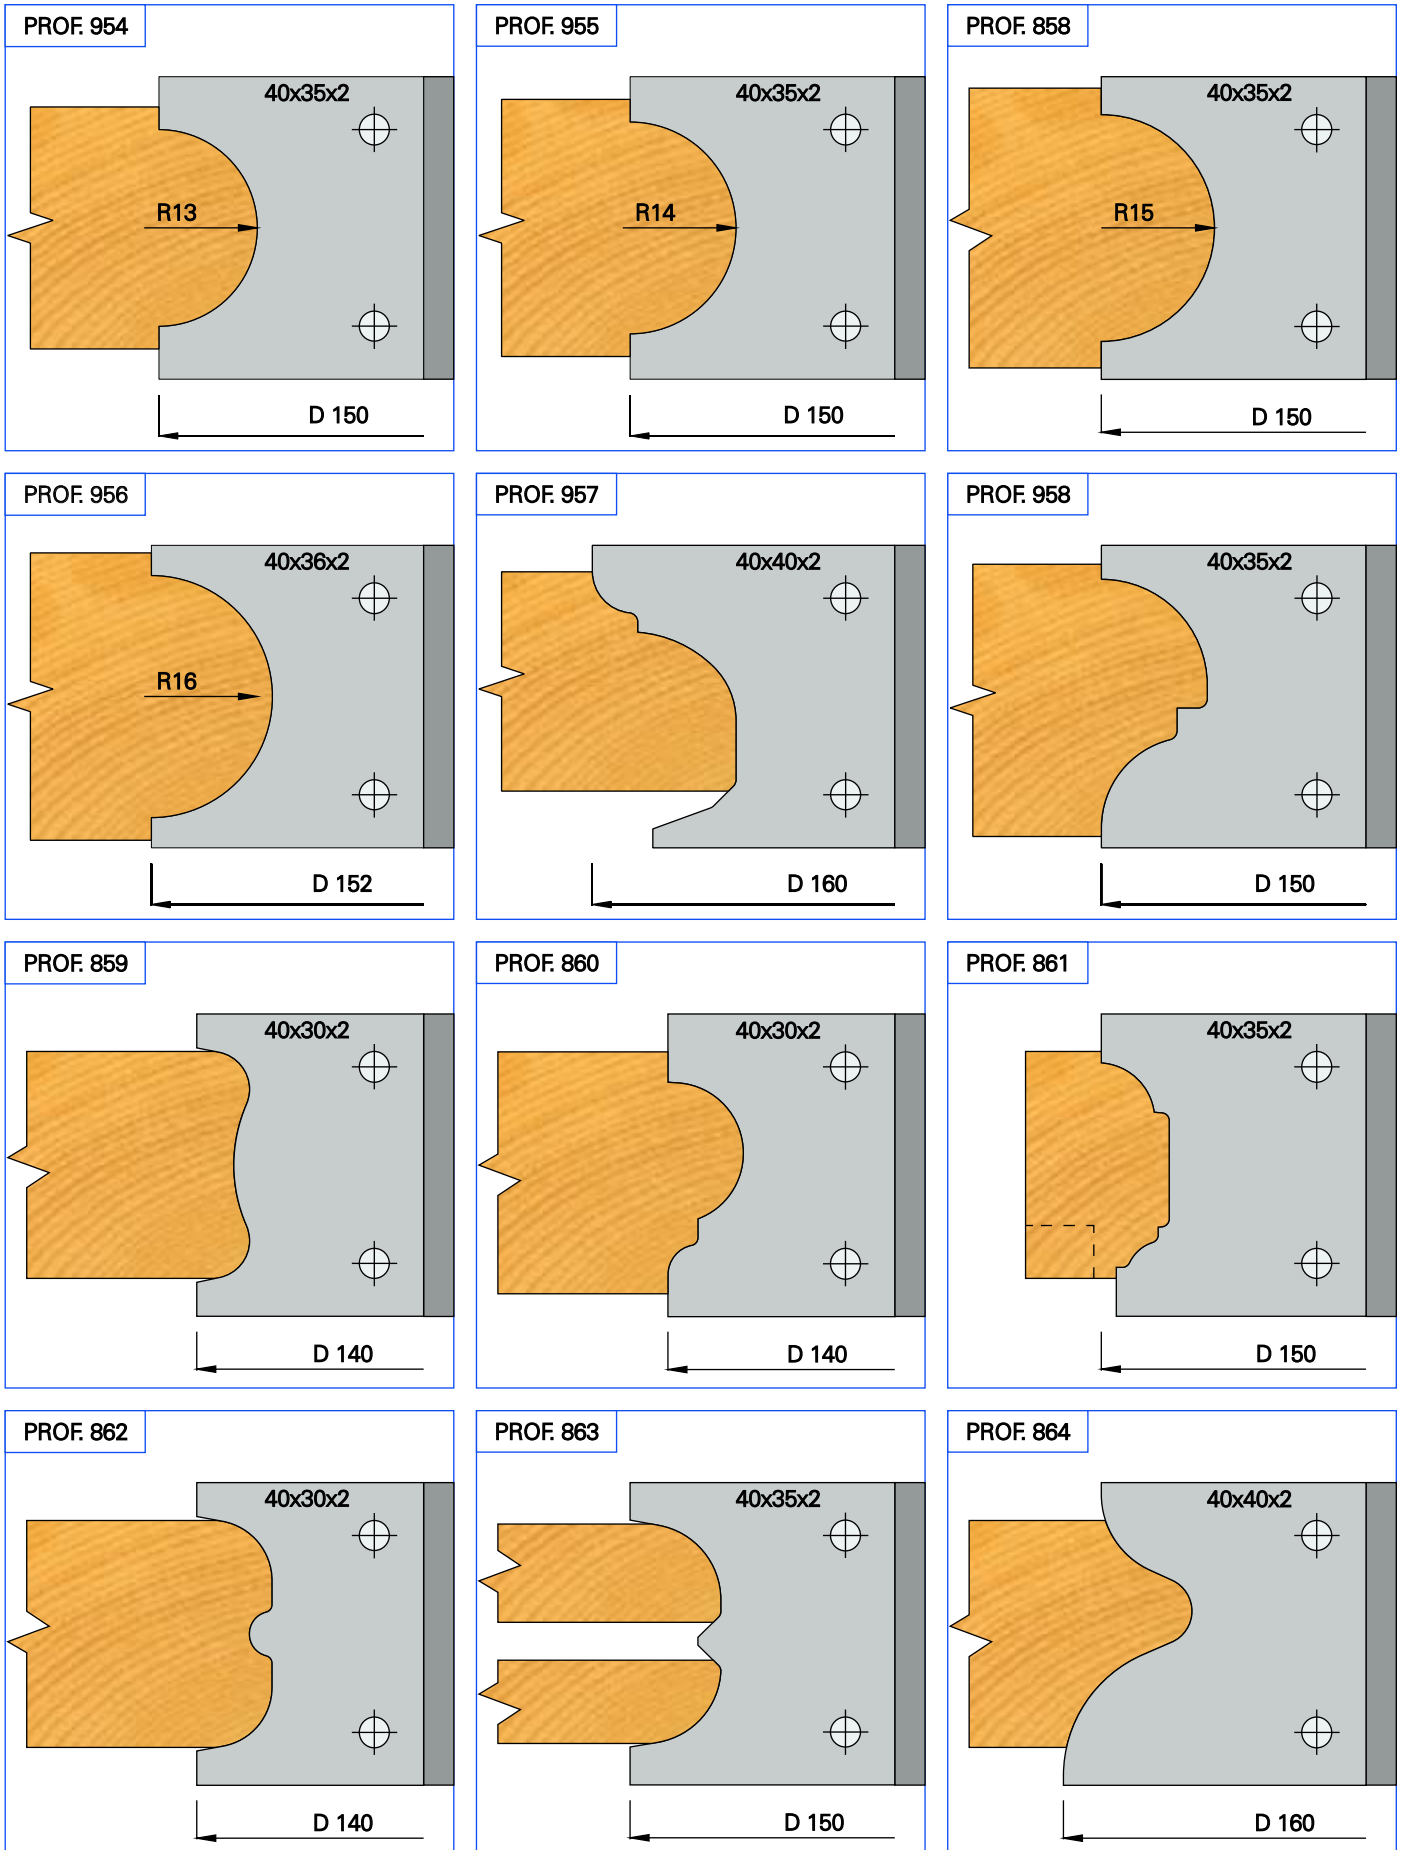 PROF. 954
40x35x2
R13
D 150
PROF. 955
40x35x2
R14
D 150
PROF. 858
40x35x2
R15
D 150
PROF. 956
40x36x2
R16
D 152
PROF. 957
40x40x2
D 160
PROF. 958
40x35x2
D 150
PROF. 859
40x30x2
D 140
PROF. 860
40x30x2
D 140
PROF. 861
40x35x2
D 150
PROF. 862
40x30x2
D 140
PROF. 863
40x35x2
D 150
PROF. 864
40x40x2
D 160